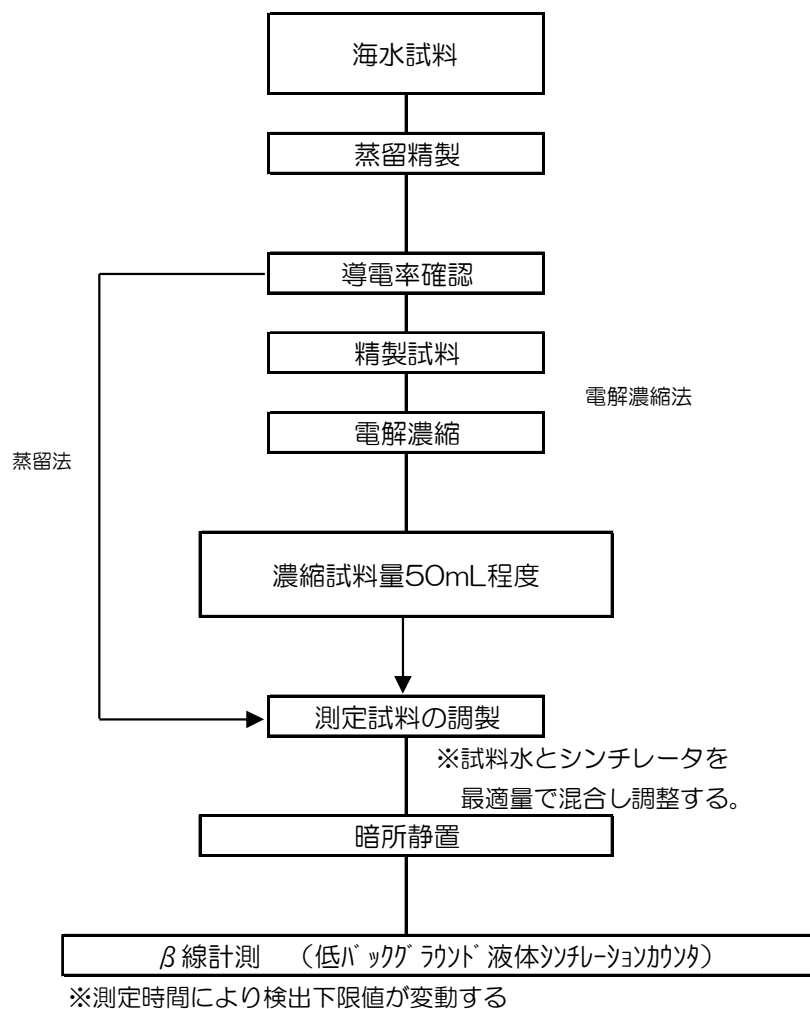 海水試料
蒸留精製
導電率確認
精製試料
電解濃縮法
電解濃縮
蒸留法
濃縮試料量50mL程度
測定試料の調製
※試料水とシンチレータを
最適量で混合し調整する。
暗所静置
β線計測　（低ﾊﾞｯｸｸﾞﾗｳﾝﾄﾞ液体ｼﾝﾁﾚｰｼｮﾝｶｳﾝﾀ）
※測定時間により検出下限値が変動する